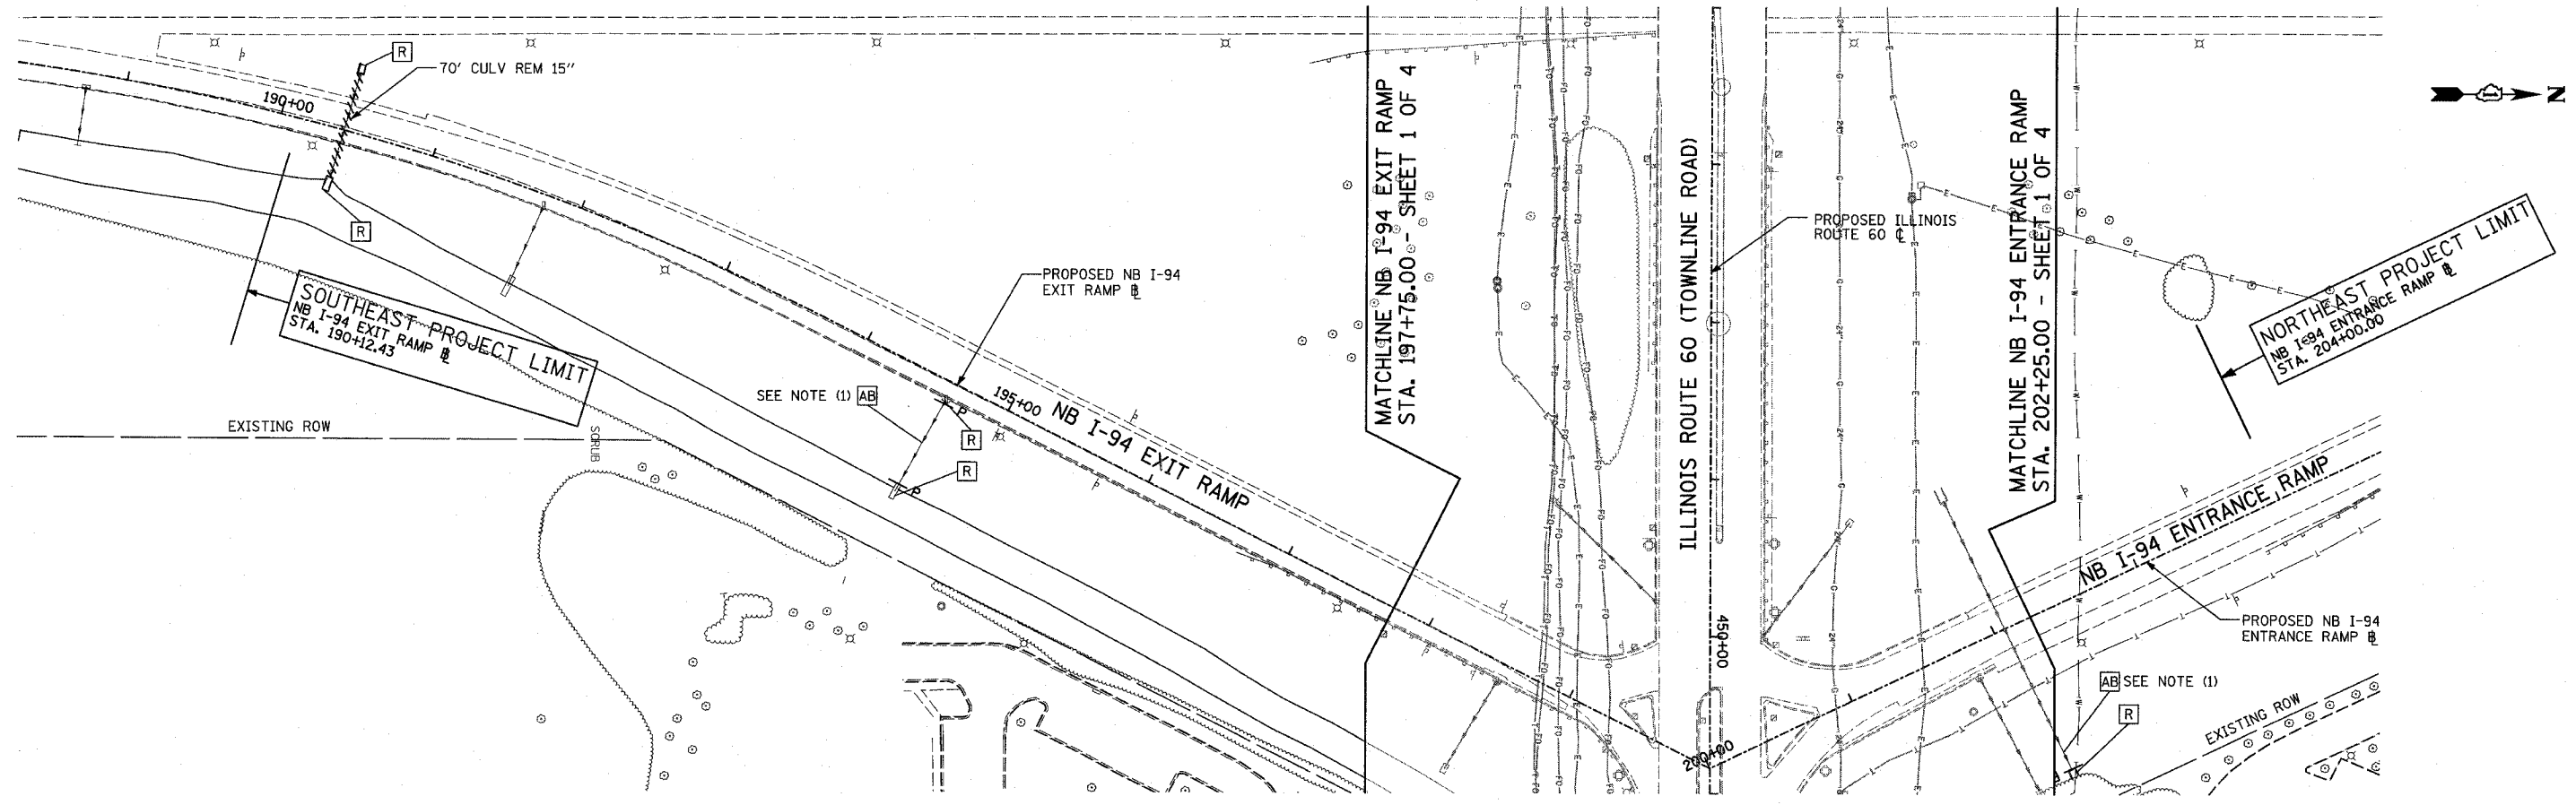 R
70' CULV REM 15"
190+00
R
SOUTHEAST PROJECT LIMIT
NB I-94 EXIT RAMP ⅊
STA. 190+12.43
EXISTING ROW
SCRUB
SEE NOTE (1) AB
R
R
PROPOSED NB I-94
EXIT RAMP ⅊
195+00
NB I-94 EXIT RAMP
MATCHLINE NB I-94 EXIT RAMP
STA. 197+75.00 - SHEET 1 OF 4
ILLINOIS ROUTE 60 (TOWNLINE ROAD)
450+00
200+00
PROPOSED ILLINOIS
ROUTE 60 ℄
MATCHLINE NB I-94 ENTRANCE RAMP
STA. 202+25.00 - SHEET 1 OF 4
N
NORTHEAST PROJECT LIMIT
NB I-94 ENTRANCE RAMP ⅊
STA. 204+00.00
NB I-94 ENTRANCE RAMP
PROPOSED NB I-94
ENTRANCE RAMP ⅊
AB SEE NOTE (1)
R
EXISTING ROW